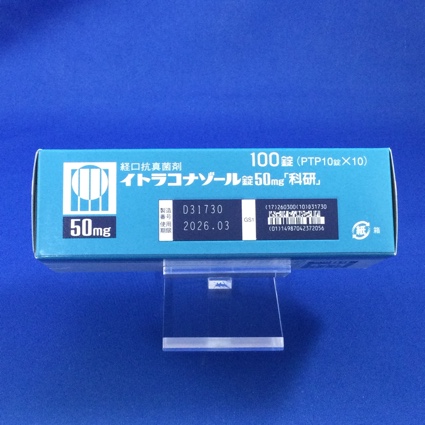 100錠(PTP10錠×10)
経口抗真菌剤
イトラコナゾール錠50mg「科研」
50mg
製造番号 D31730
使用期限 2026.03
GS1
(17)260300(10)D31730
(01)14987042372056
紙 箱